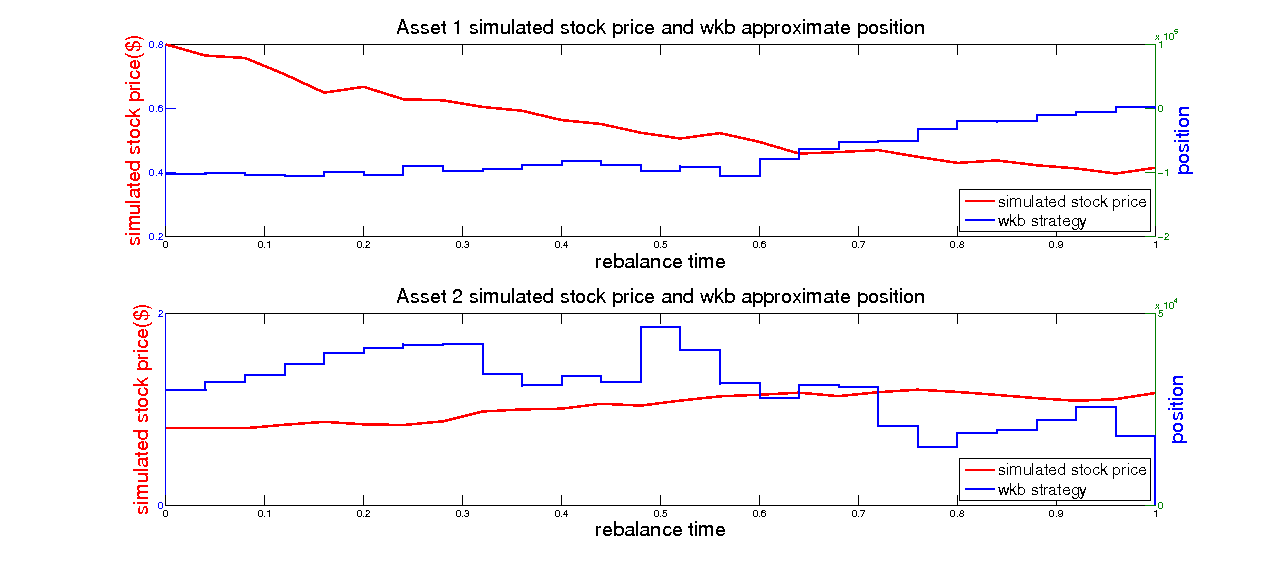 Asset 1 simulated stock price and wkb approximate position
x 10^5
0.8
0.6
0.4
0.2
simulated stock price($)
1
0
-1
-2
position
simulated stock price
wkb strategy
0 0.1 0.2 0.3 0.4 0.5 0.6 0.7 0.8 0.9 1
rebalance time
Asset 2 simulated stock price and wkb approximate position
x 10^4
2
0
simulated stock price($)
5
0
position
simulated stock price
wkb strategy
0 0.1 0.2 0.3 0.4 0.5 0.6 0.7 0.8 0.9 1
rebalance time